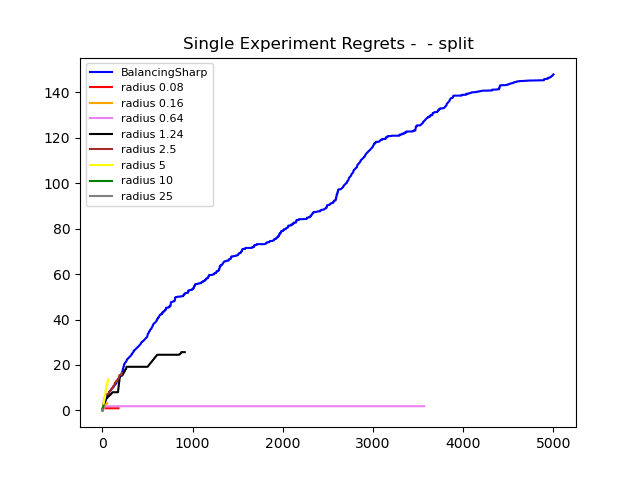 Single Experiment Regrets -  - split
BalancingSharp
radius 0.08
radius 0.16
radius 0.64
radius 1.24
radius 2.5
radius 5
radius 10
radius 25
140
120
100
80
60
40
20
0
0 1000 2000 3000 4000 5000